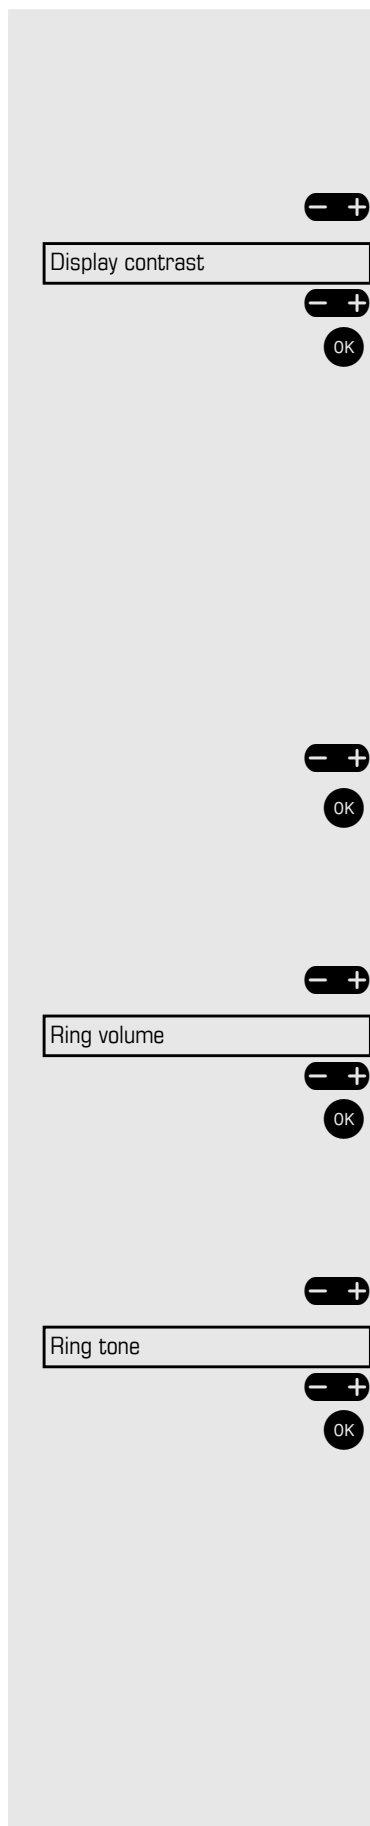 − +
Display contrast
− +
OK
− +
OK
− +
Ring volume
− +
OK
− +
Ring tone
− +
OK